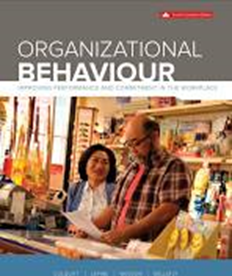 ORGANIZATIONAL
BEHAVIOUR
IMPROVING PERFORMANCE AND COMMITMENT IN THE WORKPLACE